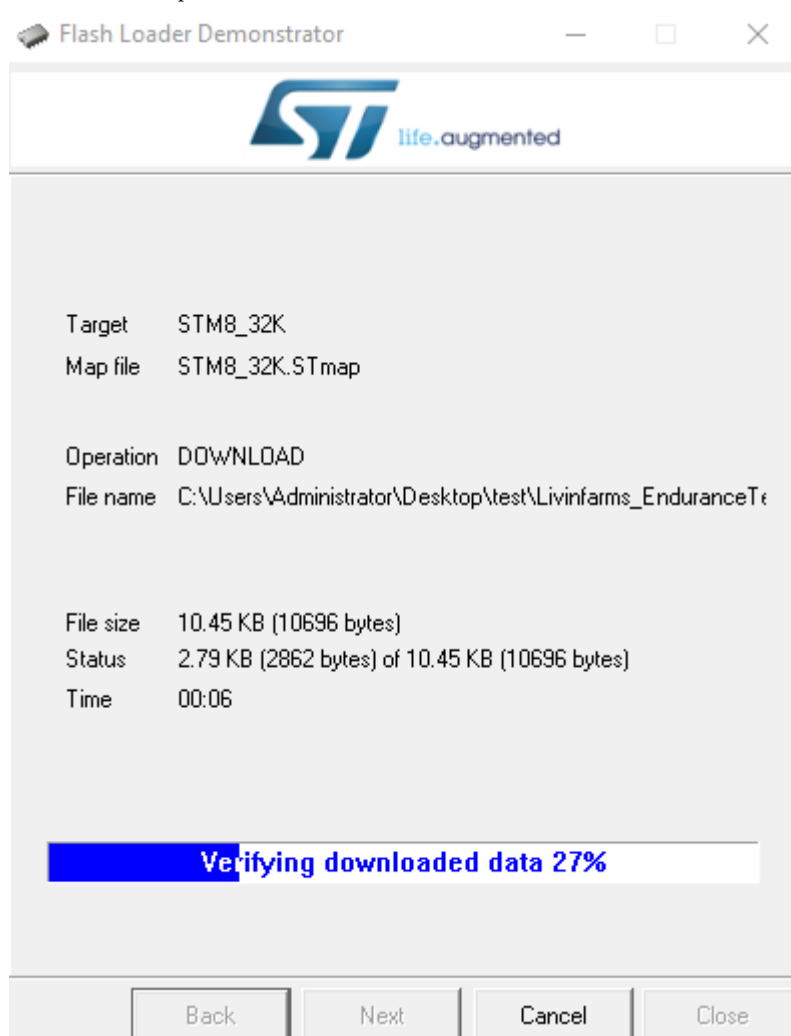 Flash Loader Demonstrator
life.augmented
Target STM8_32K
Map file STM8_32K.STmap
Operation DOWNLOAD
File name C:\Users\Administrator\Desktop\test\Livinfarms_EnduranceTe
File size 10.45 KB (10696 bytes)
Status 2.79 KB (2862 bytes) of 10.45 KB (10696 bytes)
Time 00:06
Verifying downloaded data 27%
Back Next Cancel Close